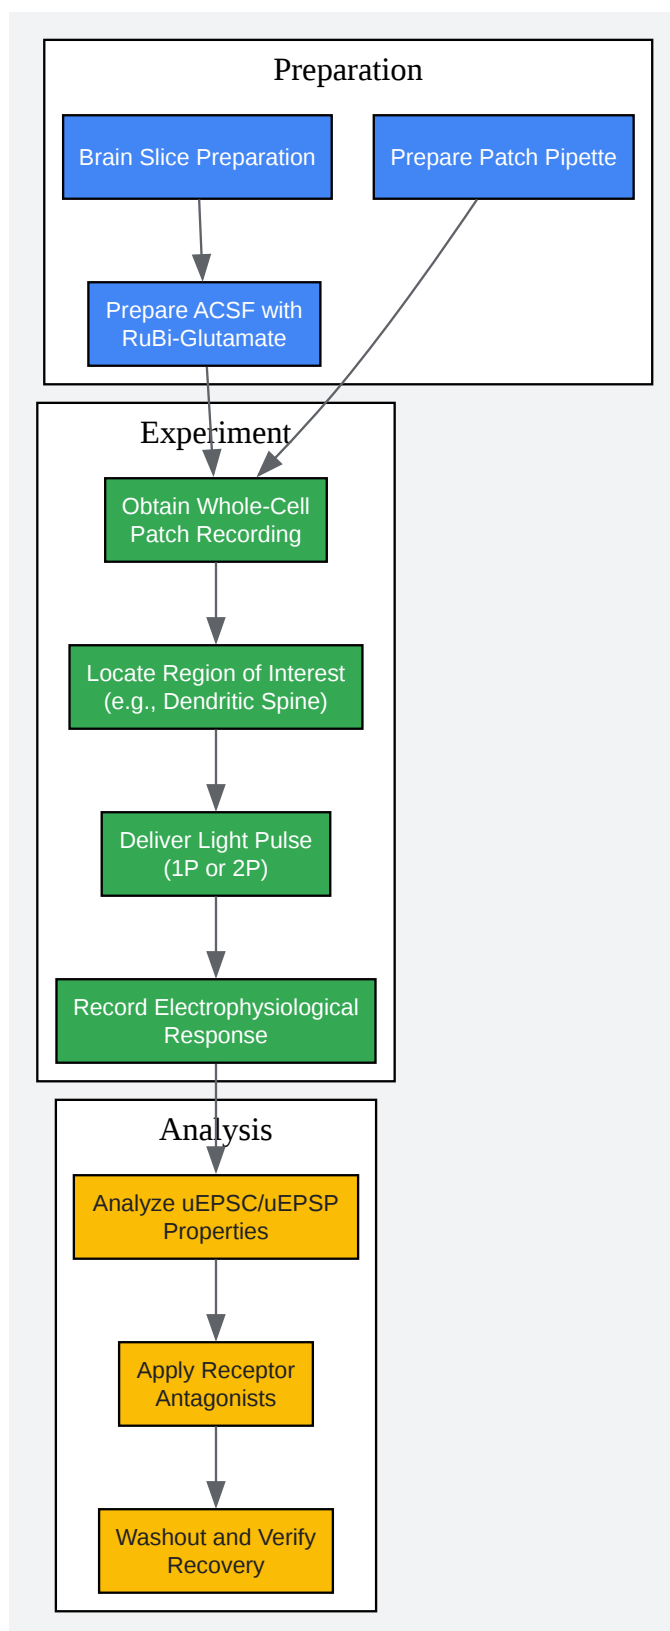 Preparation
Brain Slice Preparation
Prepare Patch Pipette
Prepare ACSF with
RuBi-Glutamate
Experiment
Obtain Whole-Cell
Patch Recording
Locate Region of Interest
(e.g., Dendritic Spine)
Deliver Light Pulse
(1P or 2P)
Record Electrophysiological
Response
Analysis
Analyze uEPSC/uEPSP
Properties
Apply Receptor
Antagonists
Washout and Verify
Recovery